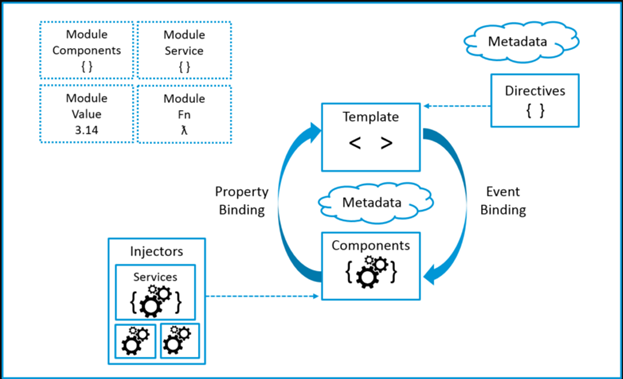 Module
Components
{ }
Module
Service
{ }
Module
Value
3.14
Module
Fn
λ
Metadata
Directives
{ }
Template
< >
Property
Binding
Metadata
Event
Binding
Components
{ }
Injectors
Services
{ }